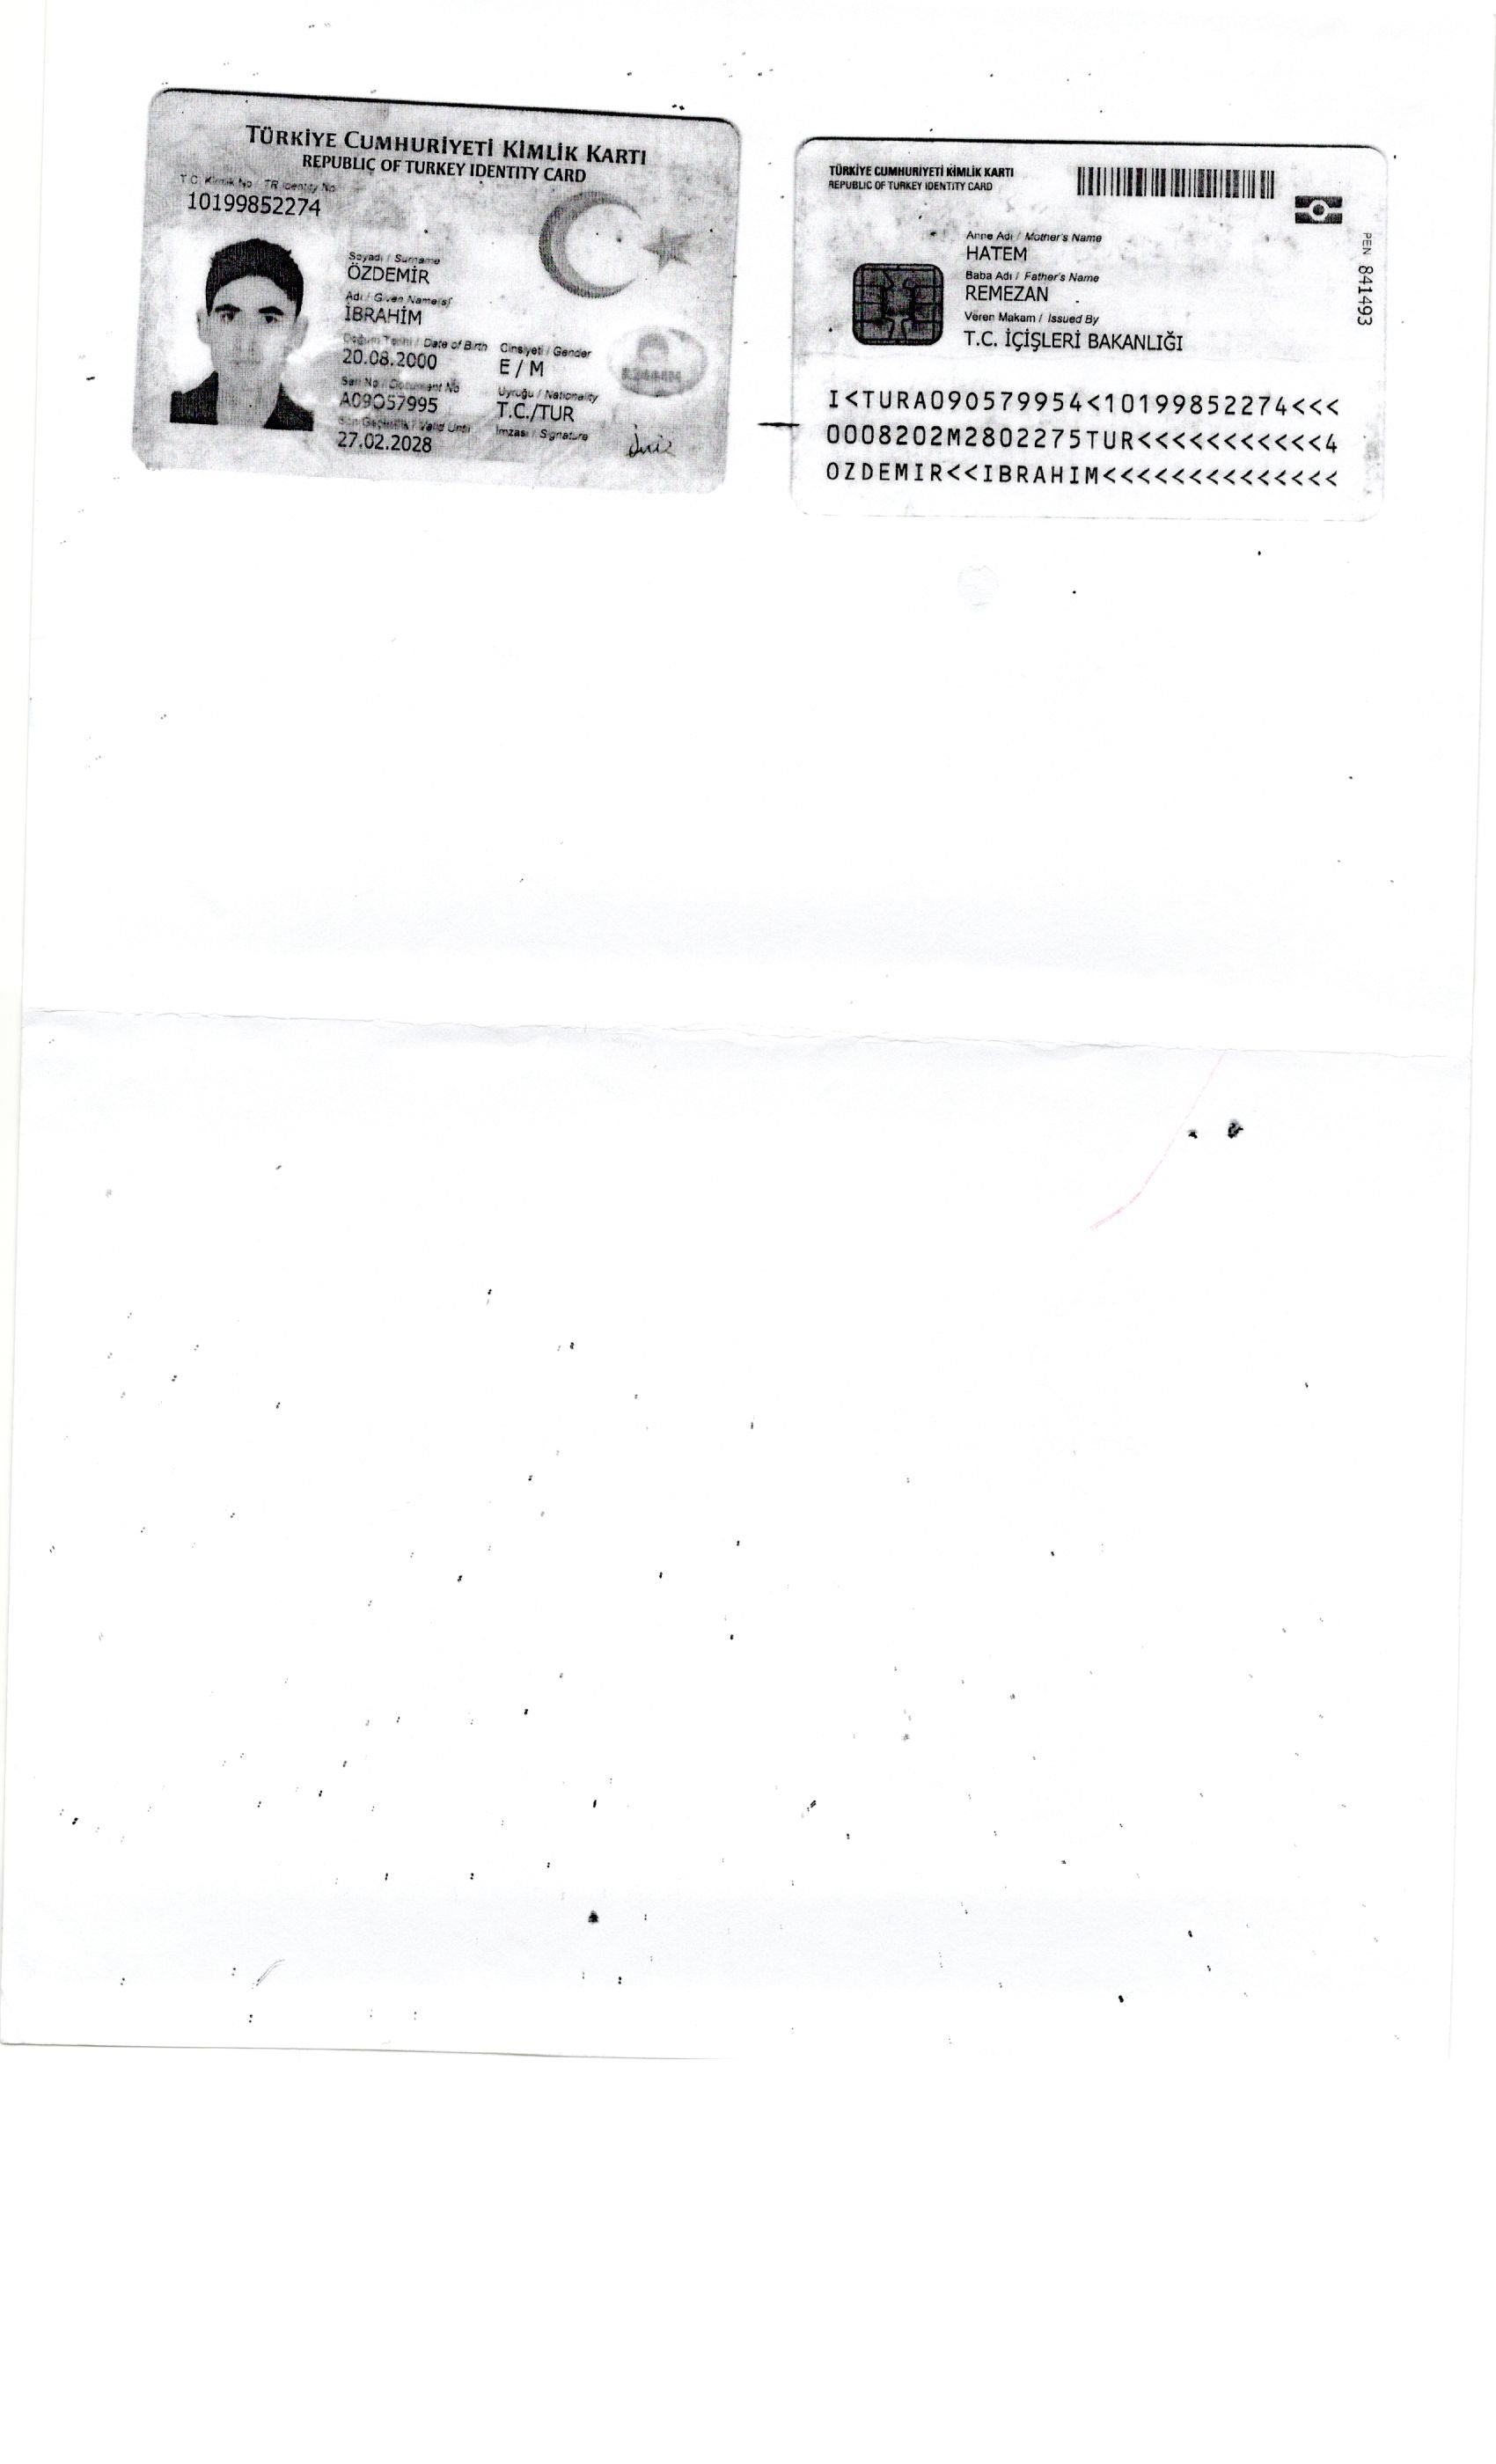 TÜRKİYE CUMHURİYETİ KİMLİK KARTI
REPUBLIC OF TURKEY IDENTITY CARD
T.C. Kimlik No / TR Identity No
10199852274
Soyadı / Surname
ÖZDEMİR
Adı / Given Name(s)
İBRAHİM
Doğum Tarihi / Date of Birth Cinsiyeti / Gender
20.08.2000 E / M
Seri No / Document No Uyruğu / Nationality
A09O57995 T.C./TUR
Son Geçerlilik / Valid Until İmzası / Signature
27.02.2028
TÜRKİYE CUMHURİYETİ KİMLİK KARTI
REPUBLIC OF TURKEY IDENTITY CARD
Anne Adı / Mother's Name
HATEM
Baba Adı / Father's Name
REMEZAN
Veren Makam / Issued By
T.C. İÇİŞLERİ BAKANLIĞI
PEN 841493
I<TURA09O579954<10199852274<<<
0008202M2802275TUR<<<<<<<<<<<4
OZDEMIR<<IBRAHIM<<<<<<<<<<<<<<